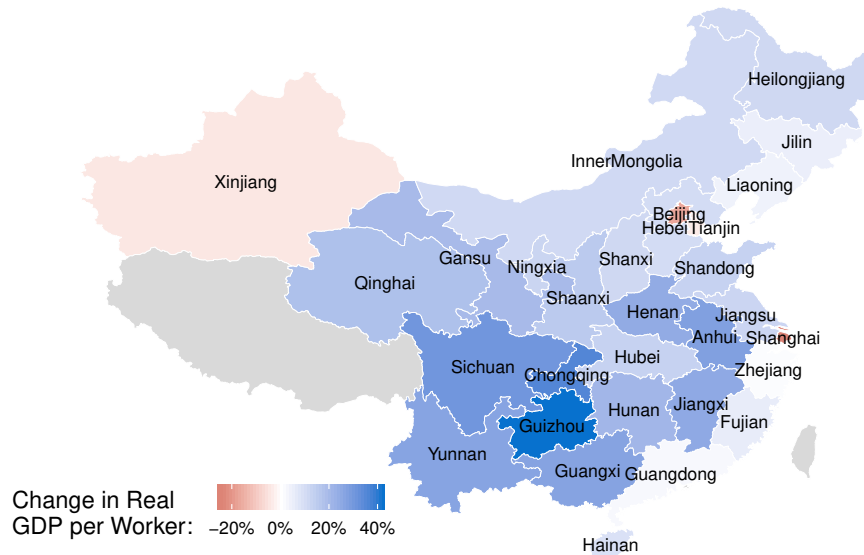 Heilongjiang
Jilin
InnerMongolia
Liaoning
Xinjiang
Beijing
HebeiTianjin
Gansu
Ningxia
Shanxi
Shandong
Qinghai
Shaanxi
Henan
Jiangsu
Anhui
Shanghai
Hubei
Sichuan
Chongqing
Zhejiang
Hunan
Jiangxi
Guizhou
Fujian
Yunnan
Guangxi
Guangdong
Change in Real
GDP per Worker:
−20% 0% 20% 40%
Hainan